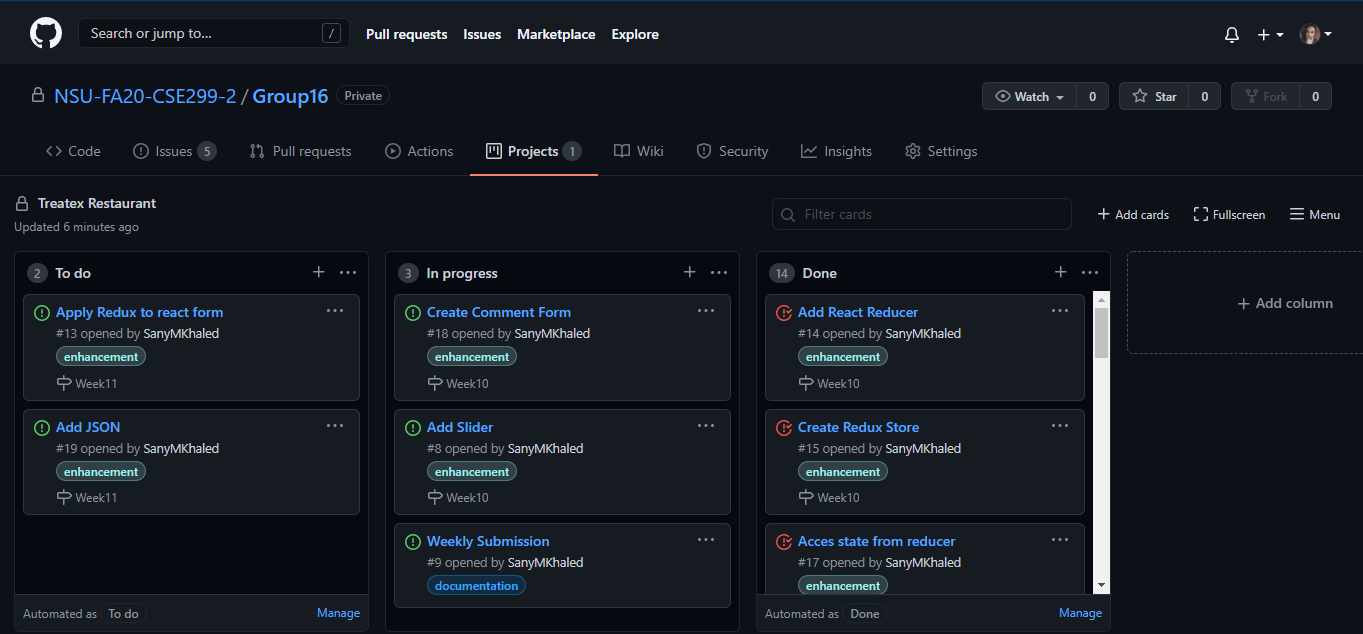 Search or jump to... /
Pull requests Issues Marketplace Explore
NSU-FA20-CSE299-2 / Group16 Private
Watch 0 Star 0 Fork 0
Code Issues 5 Pull requests Actions Projects 1 Wiki Security Insights Settings
Treatex Restaurant
Updated 6 minutes ago
Filter cards
Add cards Fullscreen Menu
2 To do
Apply Redux to react form
#13 opened by SanyMKhaled
enhancement
Week11
Add JSON
#19 opened by SanyMKhaled
enhancement
Week11
Automated as To do Manage
3 In progress
Create Comment Form
#18 opened by SanyMKhaled
enhancement
Week10
Add Slider
#8 opened by SanyMKhaled
enhancement
Week10
Weekly Submission
#9 opened by SanyMKhaled
documentation
14 Done
Add React Reducer
#14 opened by SanyMKhaled
enhancement
Week10
Create Redux Store
#15 opened by SanyMKhaled
enhancement
Week10
Acces state from reducer
#17 opened by SanyMKhaled
enhancement
Automated as Done Manage
Add column